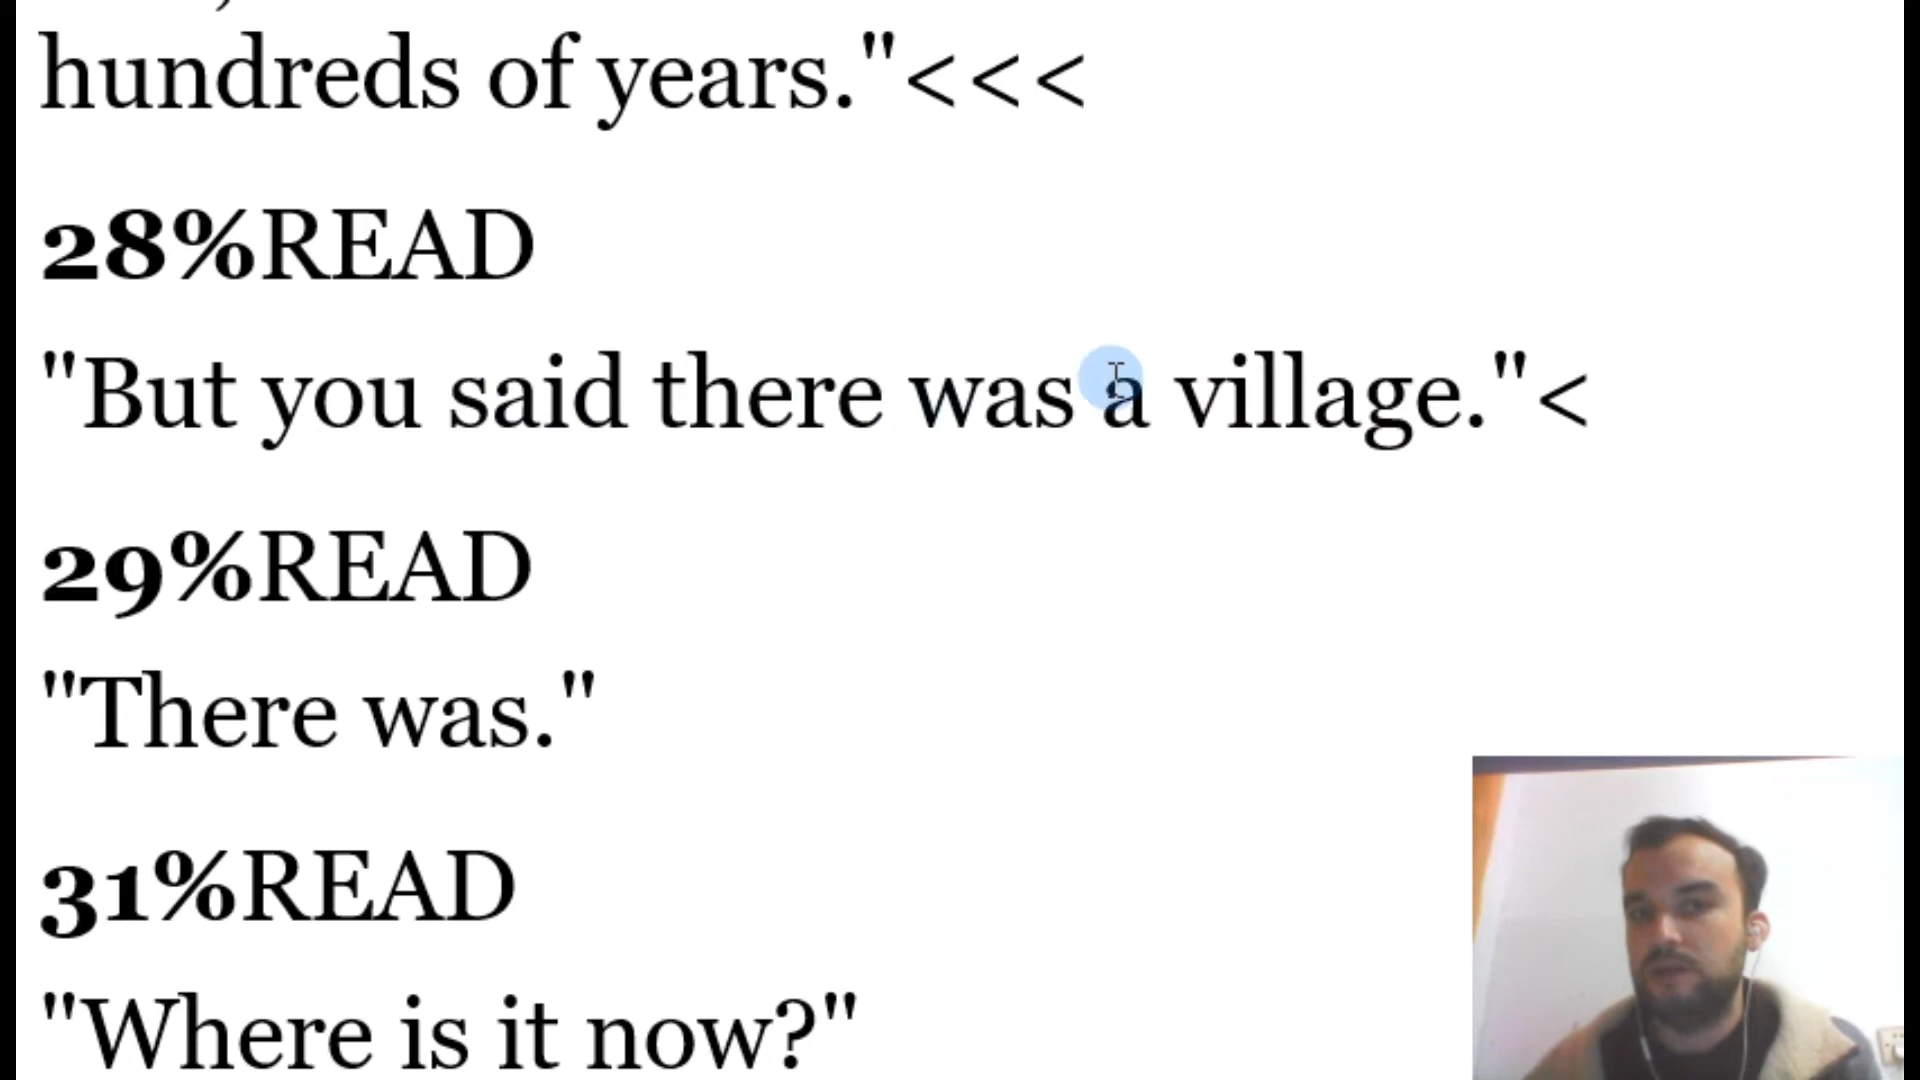 hundreds of years."<<<
28%READ
"But you said there was a village."<
29%READ
"There was."
31%READ
"Where is it now?"